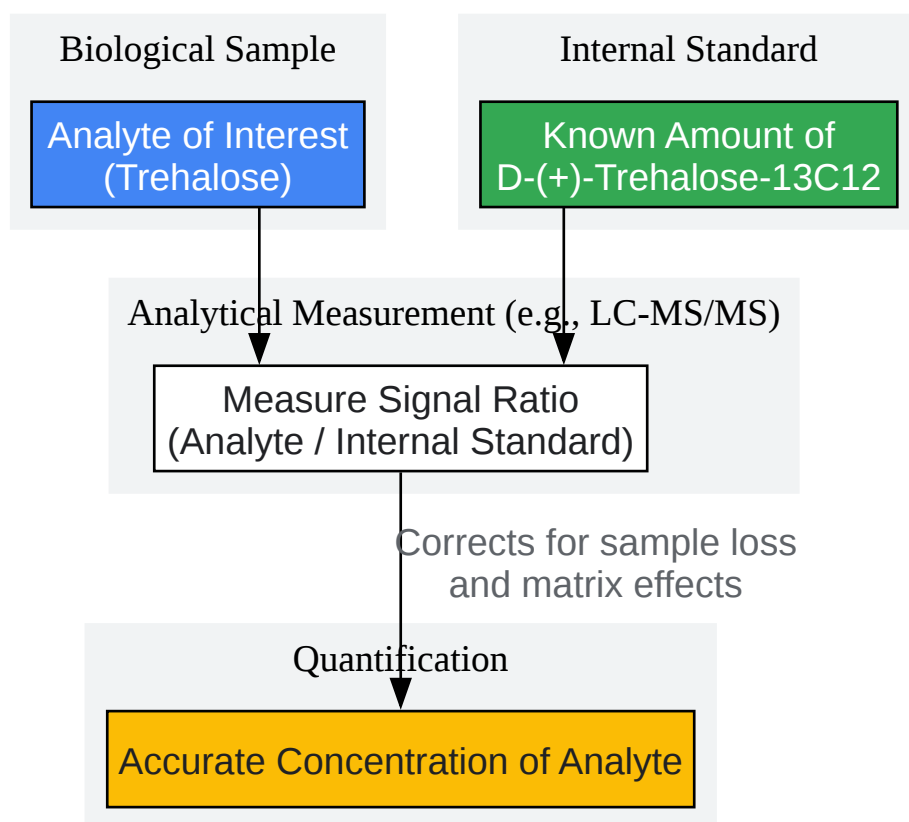 Biological Sample
Internal Standard
Analyte of Interest
(Trehalose)
Known Amount of
D-(+)-Trehalose-13C12
Analytical Measurement (e.g., LC-MS/MS)
Measure Signal Ratio
(Analyte / Internal Standard)
Corrects for sample loss
and matrix effects
Quantification
Accurate Concentration of Analyte